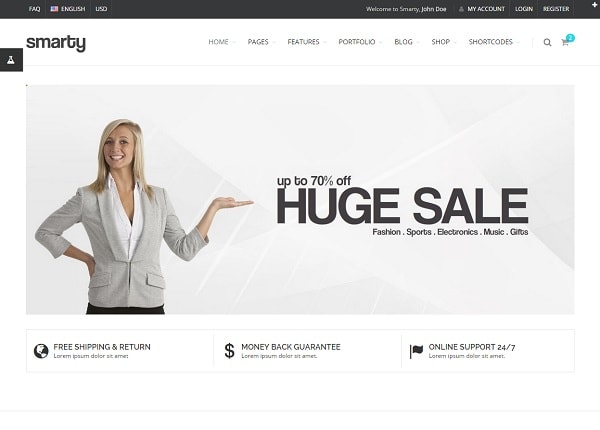 FAQ ENGLISH USD Welcome to Smarty, John Doe MY ACCOUNT LOGIN REGISTER
smarty HOME PAGES FEATURES PORTFOLIO BLOG SHOP SHORTCODES 2
up to 70% off
HUGE SALE
Fashion . Sports . Electronics . Music . Gifts
FREE SHIPPING & RETURN
Lorem ipsum dolor sit amet
$ MONEY BACK GUARANTEE
Lorem ipsum dolor sit amet.
ONLINE SUPPORT 24/7
Lorem ipsum dolor sit amet